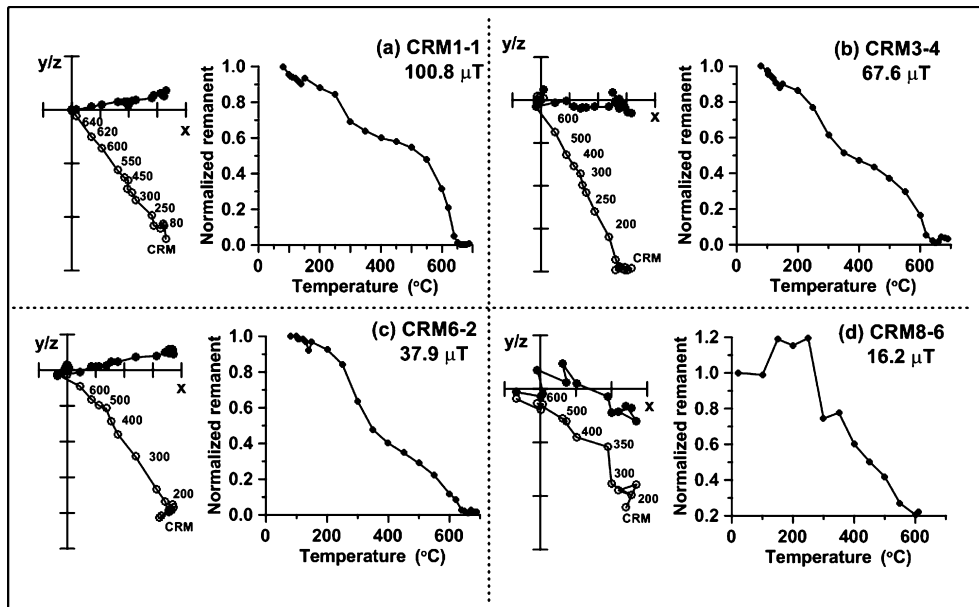 (a) CRM1-1
100.8 μT
y/z
x
640
620
600
550
450
300
250
80
CRM
Normalized remanent
1.0
0.8
0.6
0.4
0.2
0.0
0 200 400 600
Temperature (°C)
(b) CRM3-4
67.6 μT
y/z
x
600
500
400
300
250
200
CRM
Normalized remanent
1.0
0.8
0.6
0.4
0.2
0.0
0 200 400 600
Temperature (°C)
(c) CRM6-2
37.9 μT
y/z
x
600
500
400
300
200
CRM
Normalized remanent
1.0
0.8
0.6
0.4
0.2
0.0
0 200 400 600
Temperature (°C)
(d) CRM8-6
16.2 μT
y/z
x
600
500
400
350
300
200
CRM
Normalized remanent
1.2
1.0
0.8
0.6
0.4
0.2
0 200 400 600
Temperature (°C)